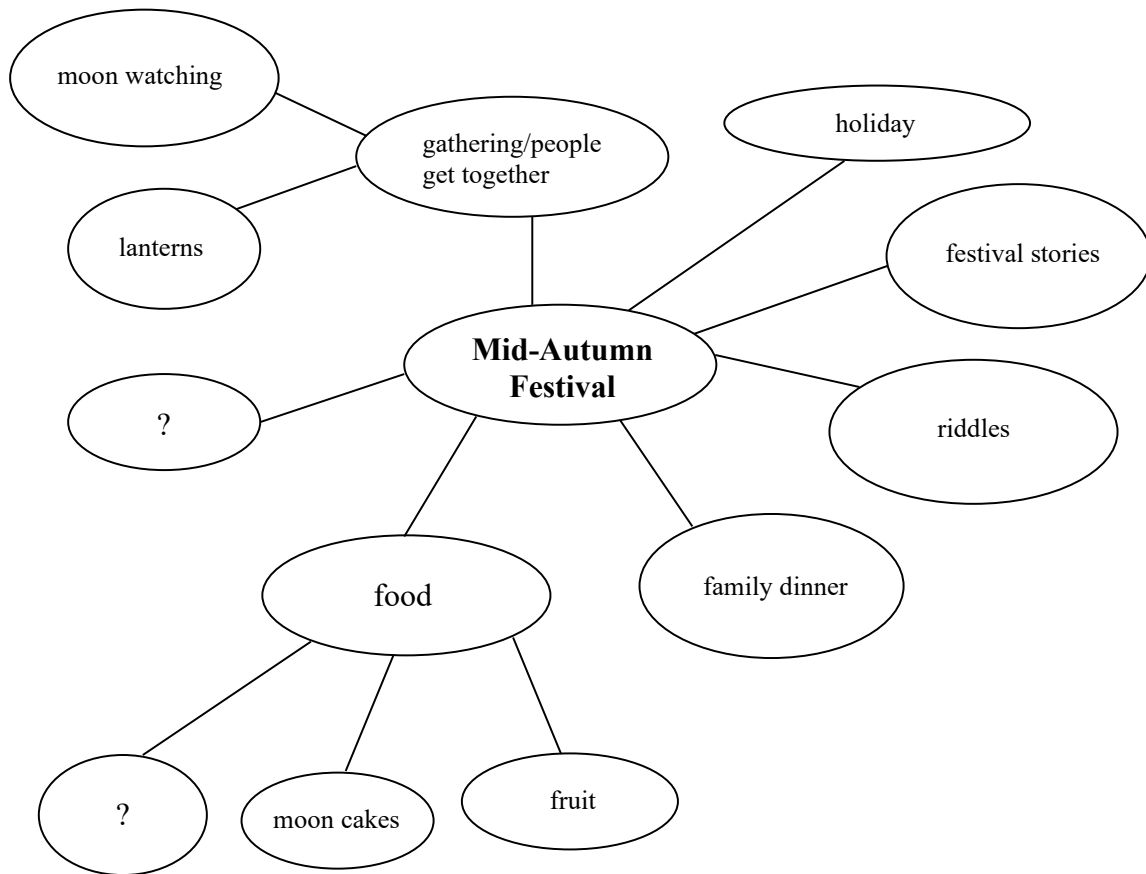 moon watching
holiday
gathering/people
get together
lanterns
festival stories
Mid-Autumn
Festival
?
riddles
food
family dinner
?
moon cakes
fruit